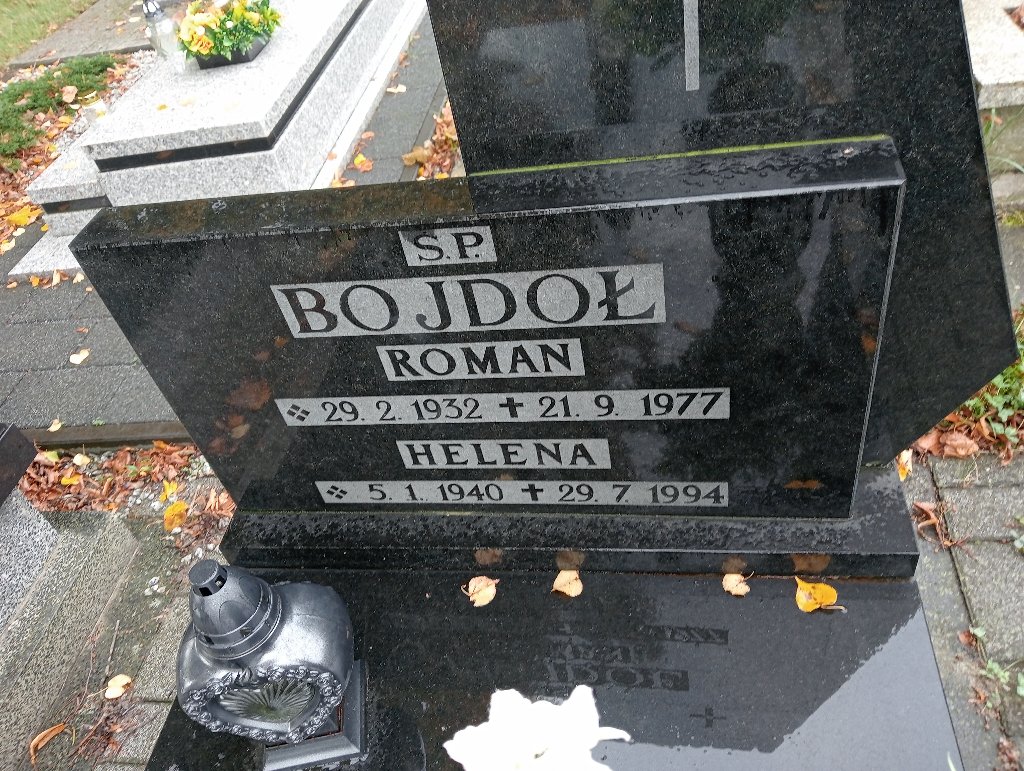 Ś.P.
BOJDOŁ
ROMAN
29. 2. 1932 ✝ 21. 9. 1977
HELENA
5. 1. 1940 ✝ 29. 7. 1994